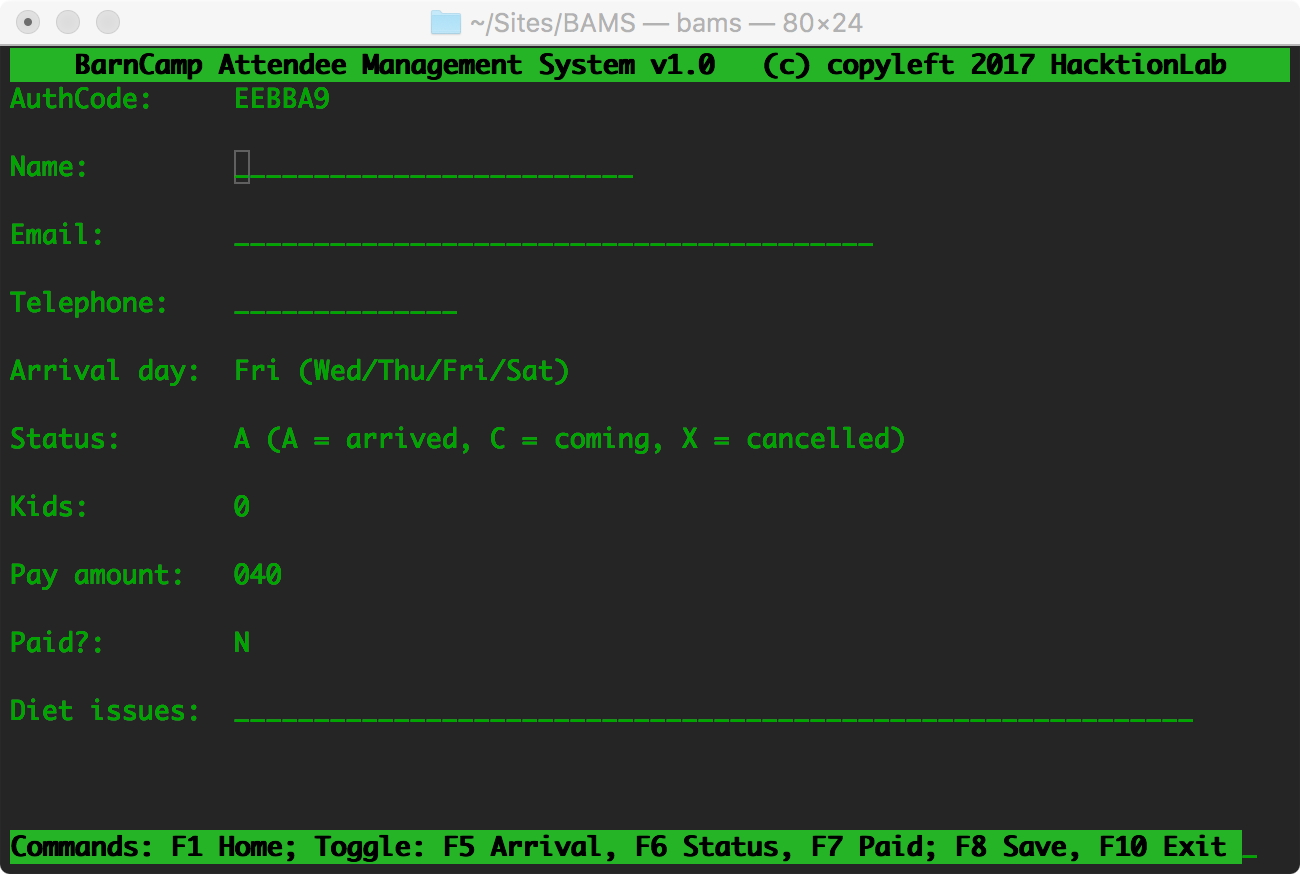 ~/Sites/BAMS — bams — 80×24
BarnCamp Attendee Management System v1.0 (c) copyleft 2017 HacktionLab
AuthCode: EEBBA9
Name: _________________________
Email: ________________________________________
Telephone: ______________
Arrival day: Fri (Wed/Thu/Fri/Sat)
Status: A (A = arrived, C = coming, X = cancelled)
Kids: 0
Pay amount: 040
Paid?: N
Diet issues: ____________________________________________________________
Commands: F1 Home; Toggle: F5 Arrival, F6 Status, F7 Paid; F8 Save, F10 Exit _